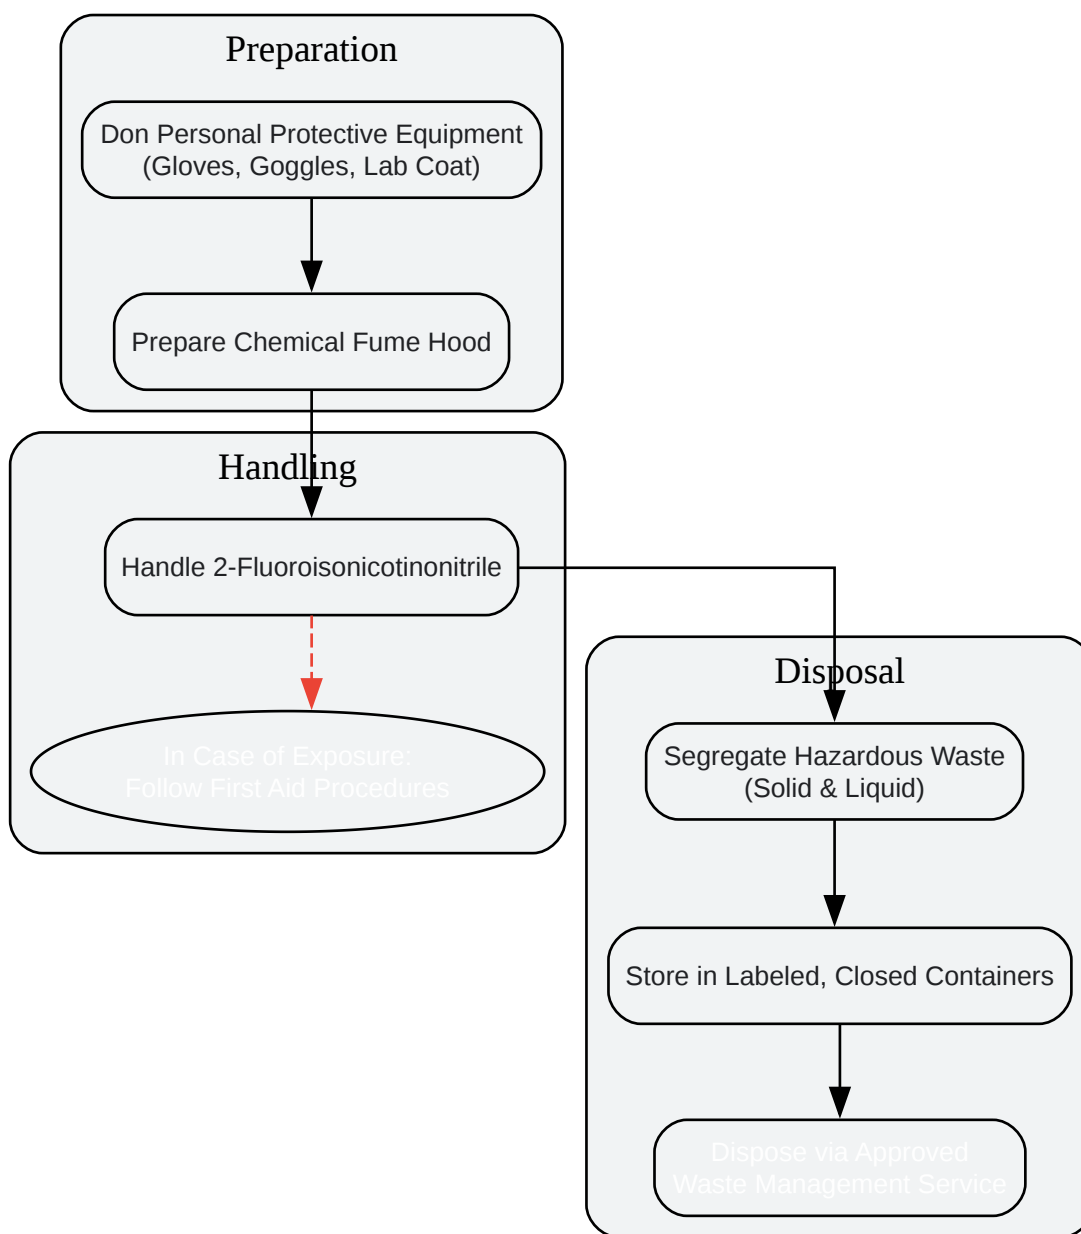 Preparation
Don Personal Protective Equipment
(Gloves, Goggles, Lab Coat)
Prepare Chemical Fume Hood
Handling
Handle 2-Fluoroisonicotinonitrile
In Case of Exposure:
Follow First Aid Procedures
Disposal
Segregate Hazardous Waste
(Solid & Liquid)
Store in Labeled, Closed Containers
Dispose via Approved
Waste Management Service